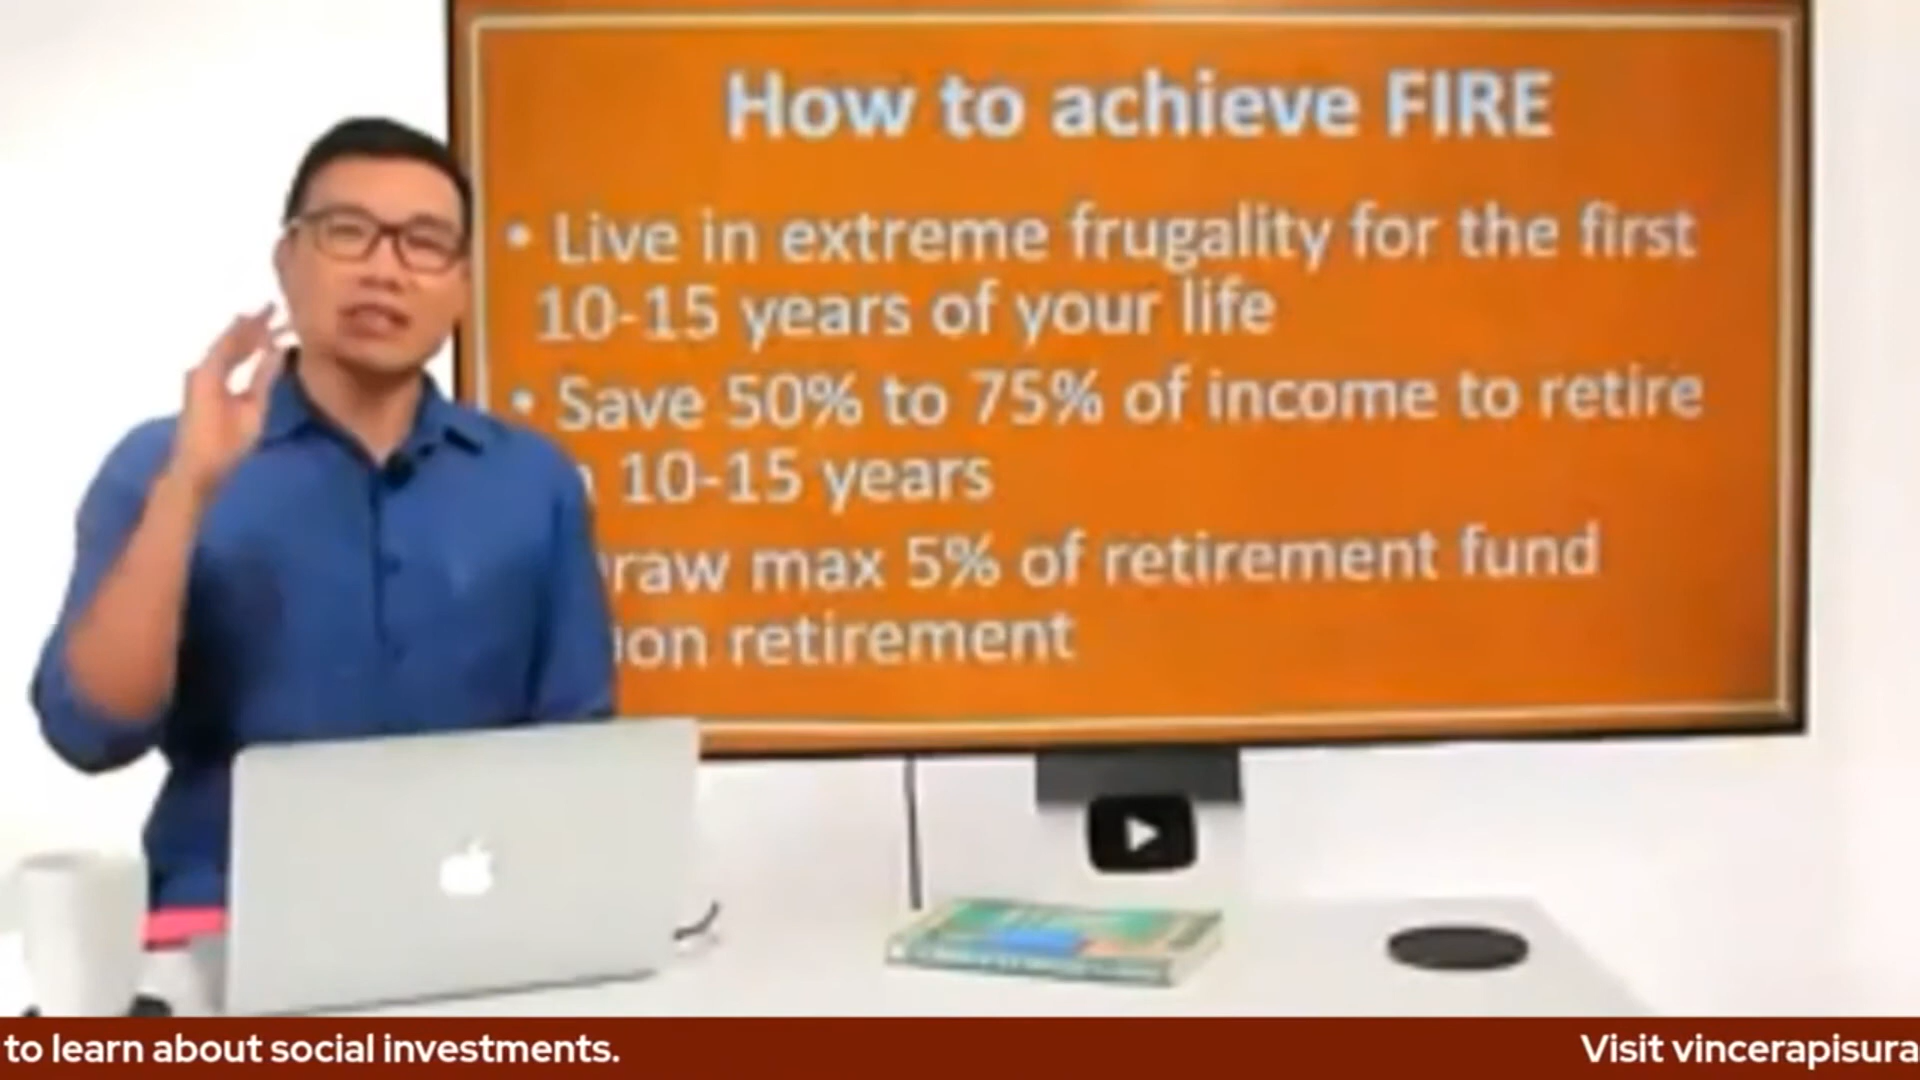 How to achieve FIRE
• Live in extreme frugality for the first
10-15 years of your life
• Save 50% to 75% of income to retire
10-15 years
raw max 5% of retirement fund
on retirement
to learn about social investments.
Visit vincerapisura